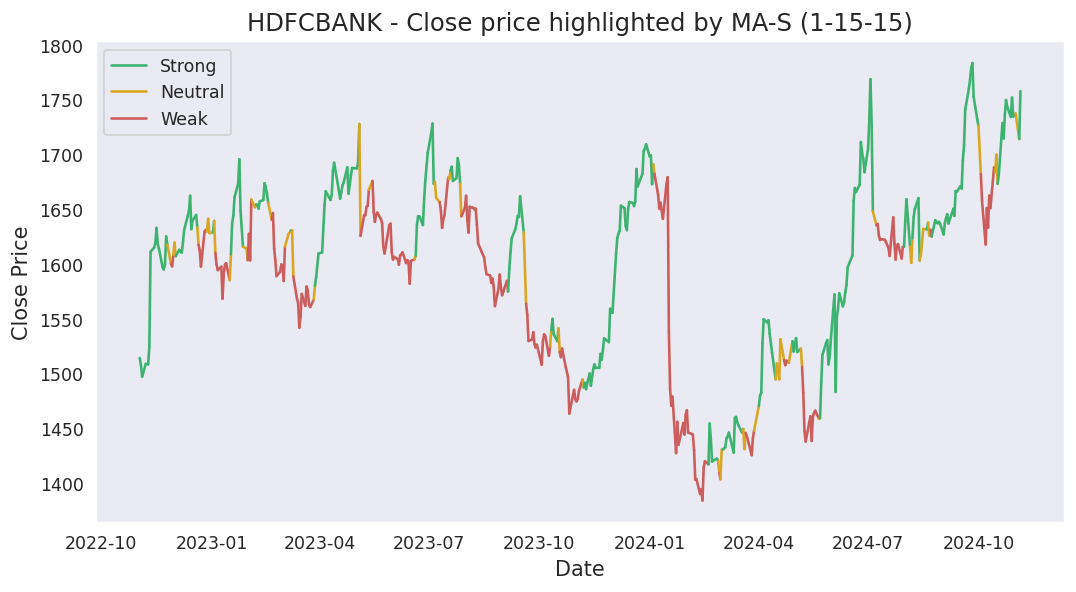 HDFCBANK - Close price highlighted by MA-S (1-15-15)
Strong
Neutral
Weak
Close Price
1800
1750
1700
1650
1600
1550
1500
1450
1400
2022-10 2023-01 2023-04 2023-07 2023-10 2024-01 2024-04 2024-07 2024-10
Date